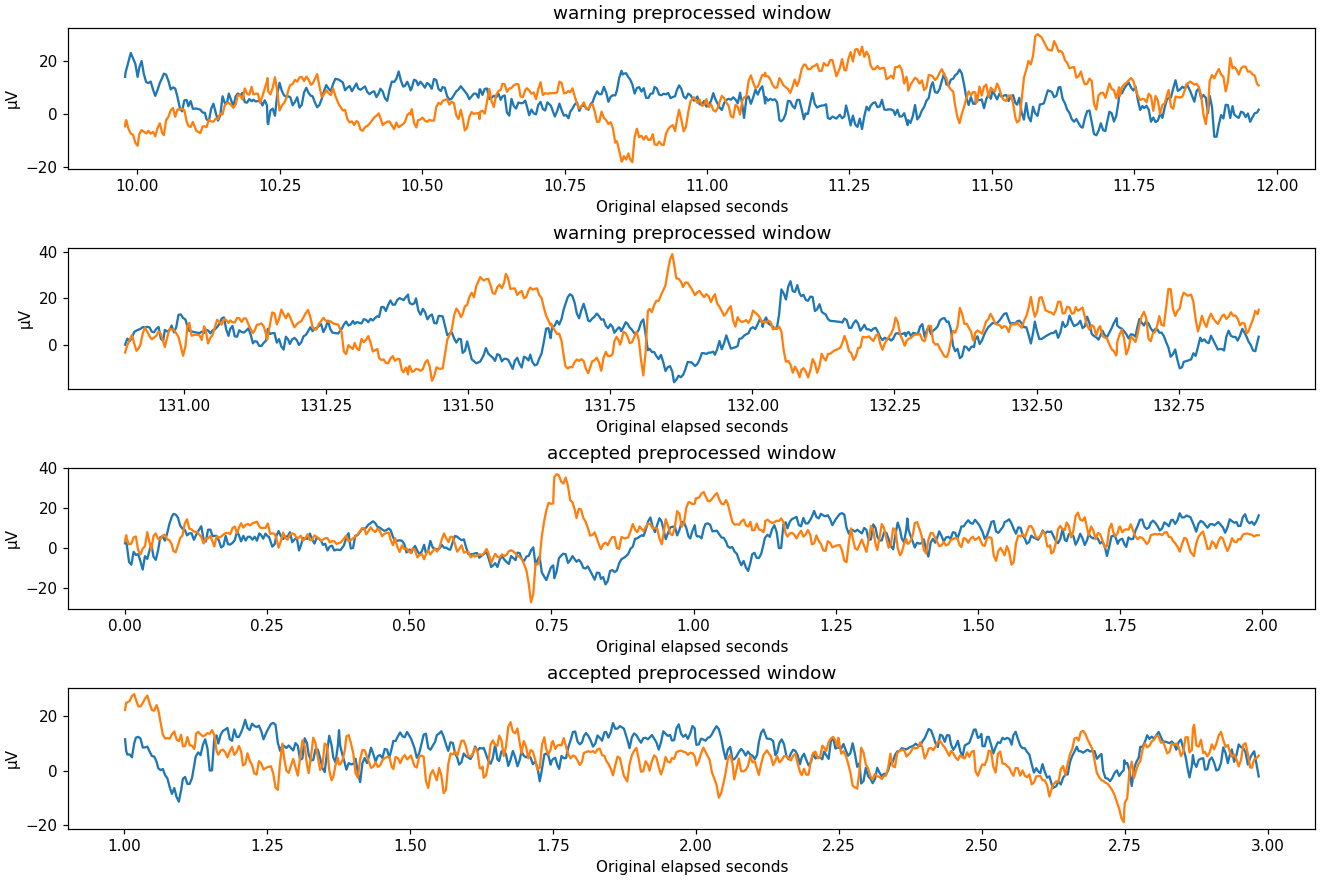 warning preprocessed window
20
0
−20
µV
10.00 10.25 10.50 10.75 11.00 11.25 11.50 11.75 12.00
Original elapsed seconds
warning preprocessed window
40
20
0
µV
131.00 131.25 131.50 131.75 132.00 132.25 132.50 132.75
Original elapsed seconds
accepted preprocessed window
40
20
0
−20
µV
0.00 0.25 0.50 0.75 1.00 1.25 1.50 1.75 2.00
Original elapsed seconds
accepted preprocessed window
20
0
−20
µV
1.00 1.25 1.50 1.75 2.00 2.25 2.50 2.75 3.00
Original elapsed seconds